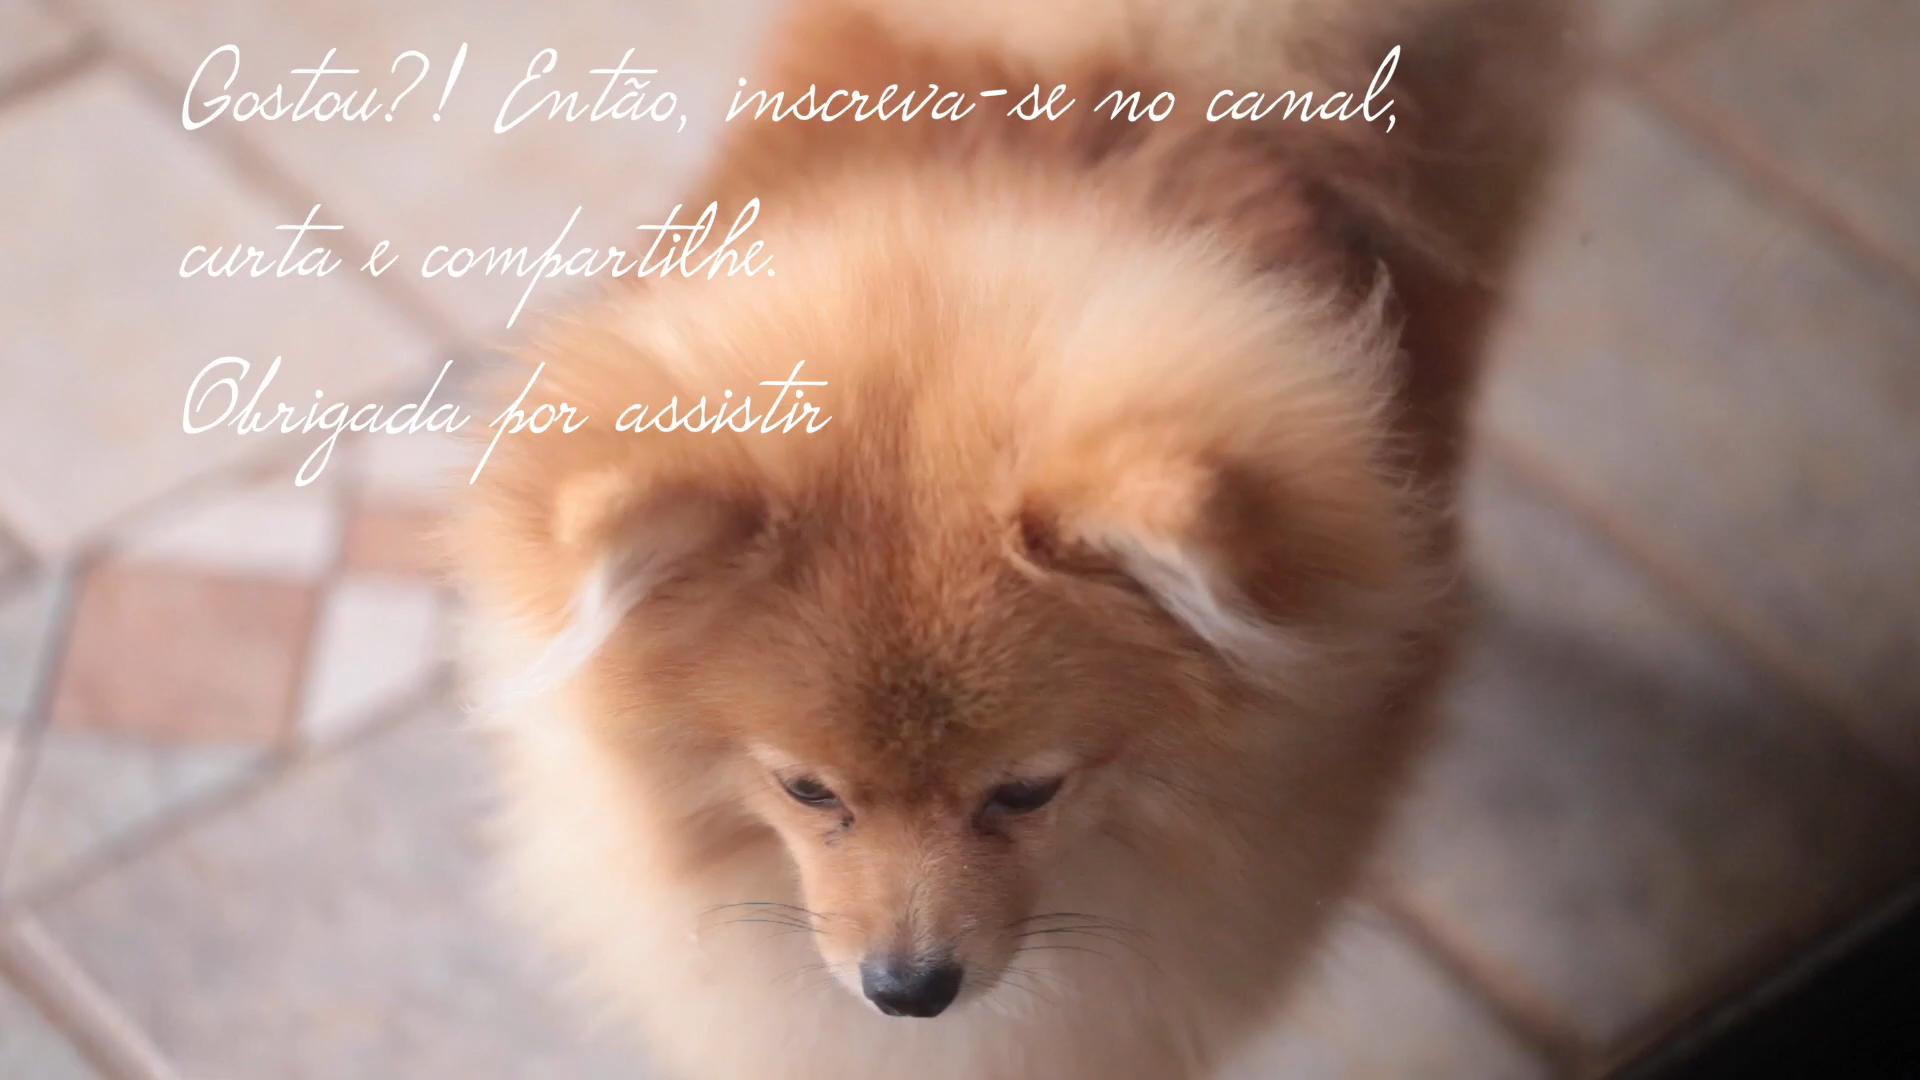 Gostou?! Então, inscreva-se no canal,
curta e compartilhe.
Obrigada por assistir